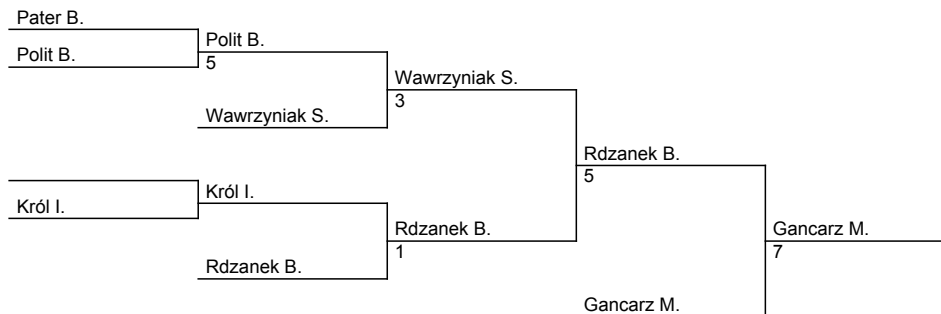 Pater B.
Polit B.
Polit B.
5
Wawrzyniak S.
3
Wawrzyniak S.
Rdzanek B.
5
Król I.
Król I.
Rdzanek B.
1
Gancarz M.
7
Rdzanek B.
Gancarz M.